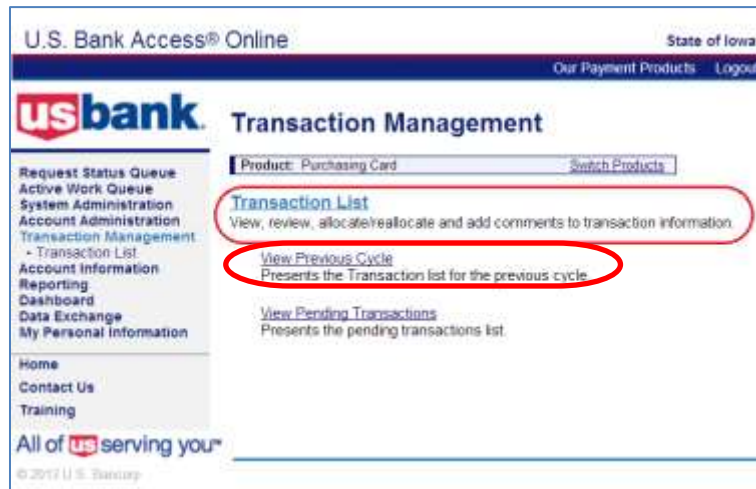 U.S. Bank Access® Online
State of Iowa
Our Payment Products Logout
usbank.
Transaction Management
Product: Purchasing Card Switch Products
Request Status Queue
Active Work Queue
System Administration
Account Administration
Transaction Management
• Transaction List
Account Information
Reporting
Dashboard
Data Exchange
My Personal Information
Home
Contact Us
Training
Transaction List
View, review, allocate/reallocate and add comments to transaction information
View Previous Cycle
Presents the Transaction list for the previous cycle
View Pending Transactions
Presents the pending transactions list.
All of us serving you℠
U.S. Bancorp